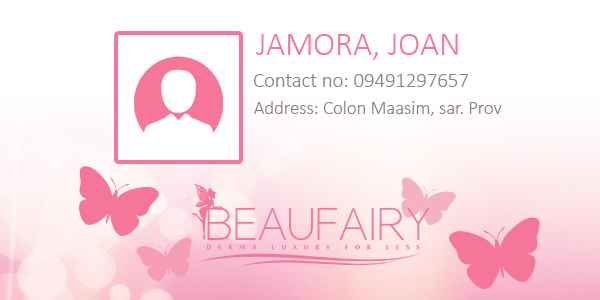 JAMORA, JOAN
Contact no: 09491297657
Address: Colon Maasim, sar. Prov
BEAUFAIRY
DERMA LUXURY FOR LESS